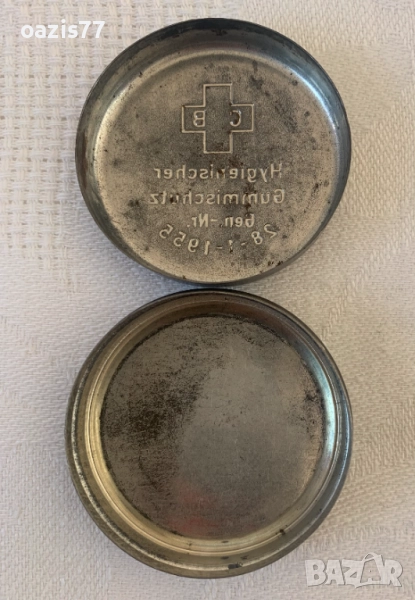 oazis77
B C
Hygienischer
Gummischutz
Gen.-Nr.
28-1-1955
BAZAR